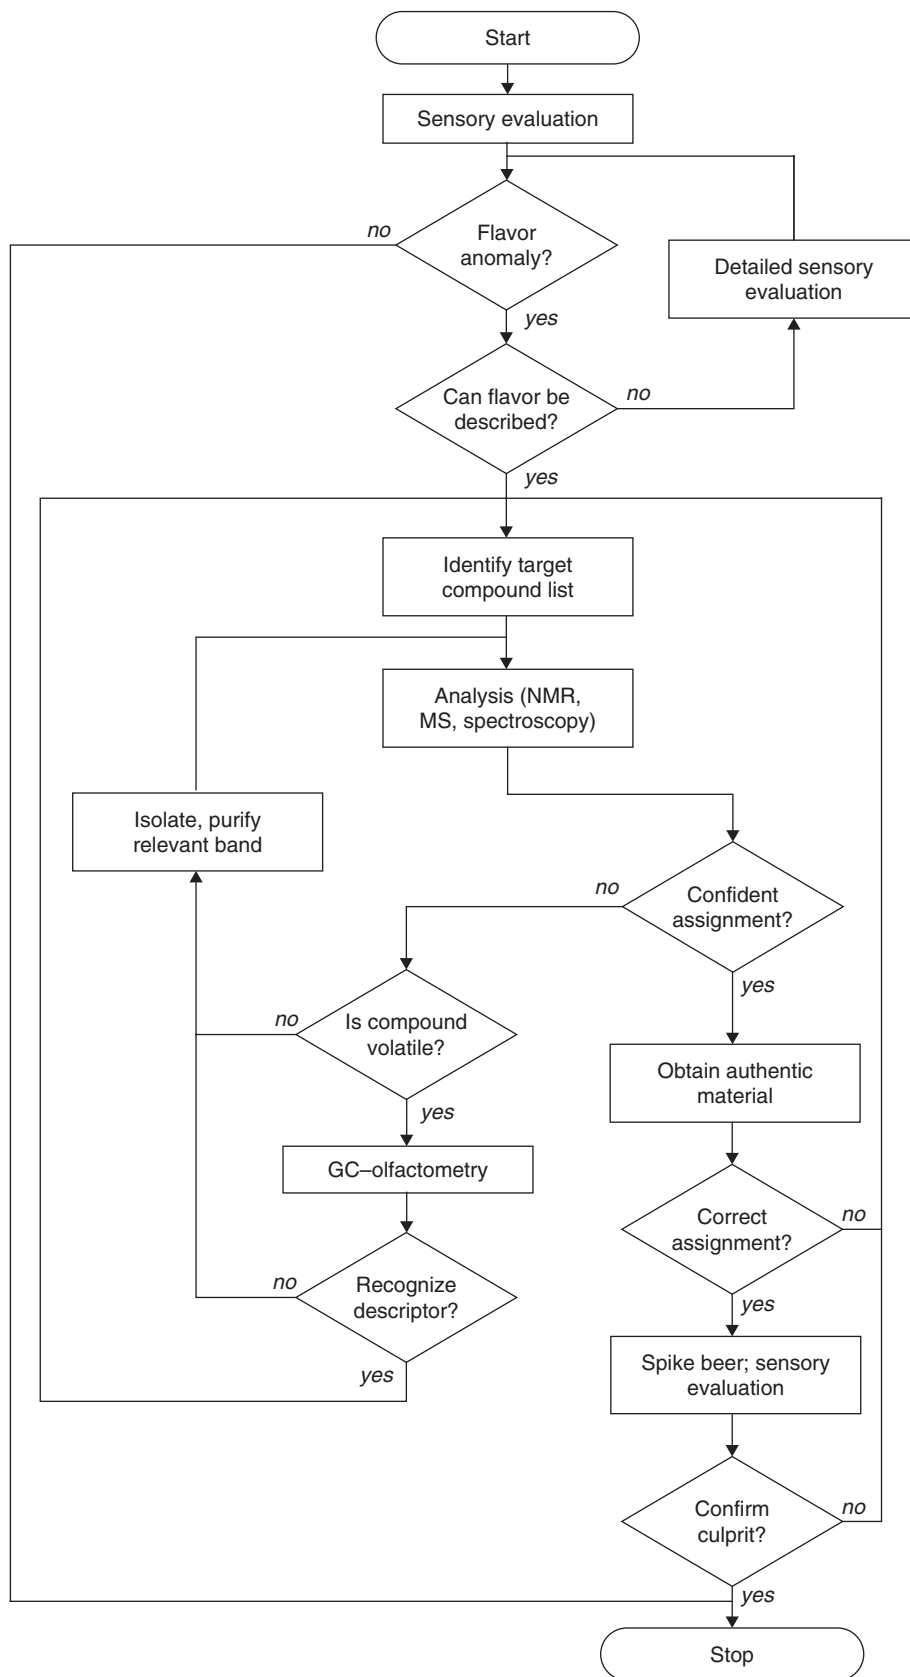 Start
Sensory evaluation
no
Flavor
anomaly?
Detailed sensory
evaluation
yes
Can flavor be
described?
no
yes
Identify target
compound list
Analysis (NMR,
MS, spectroscopy)
Isolate, purify
relevant band
no
Confident
assignment?
yes
no
Is compound
volatile?
yes
Obtain authentic
material
GC–olfactometry
Correct
assignment?
no
no
Recognize
descriptor?
yes
yes
Spike beer; sensory
evaluation
Confirm
culprit?
no
yes
Stop